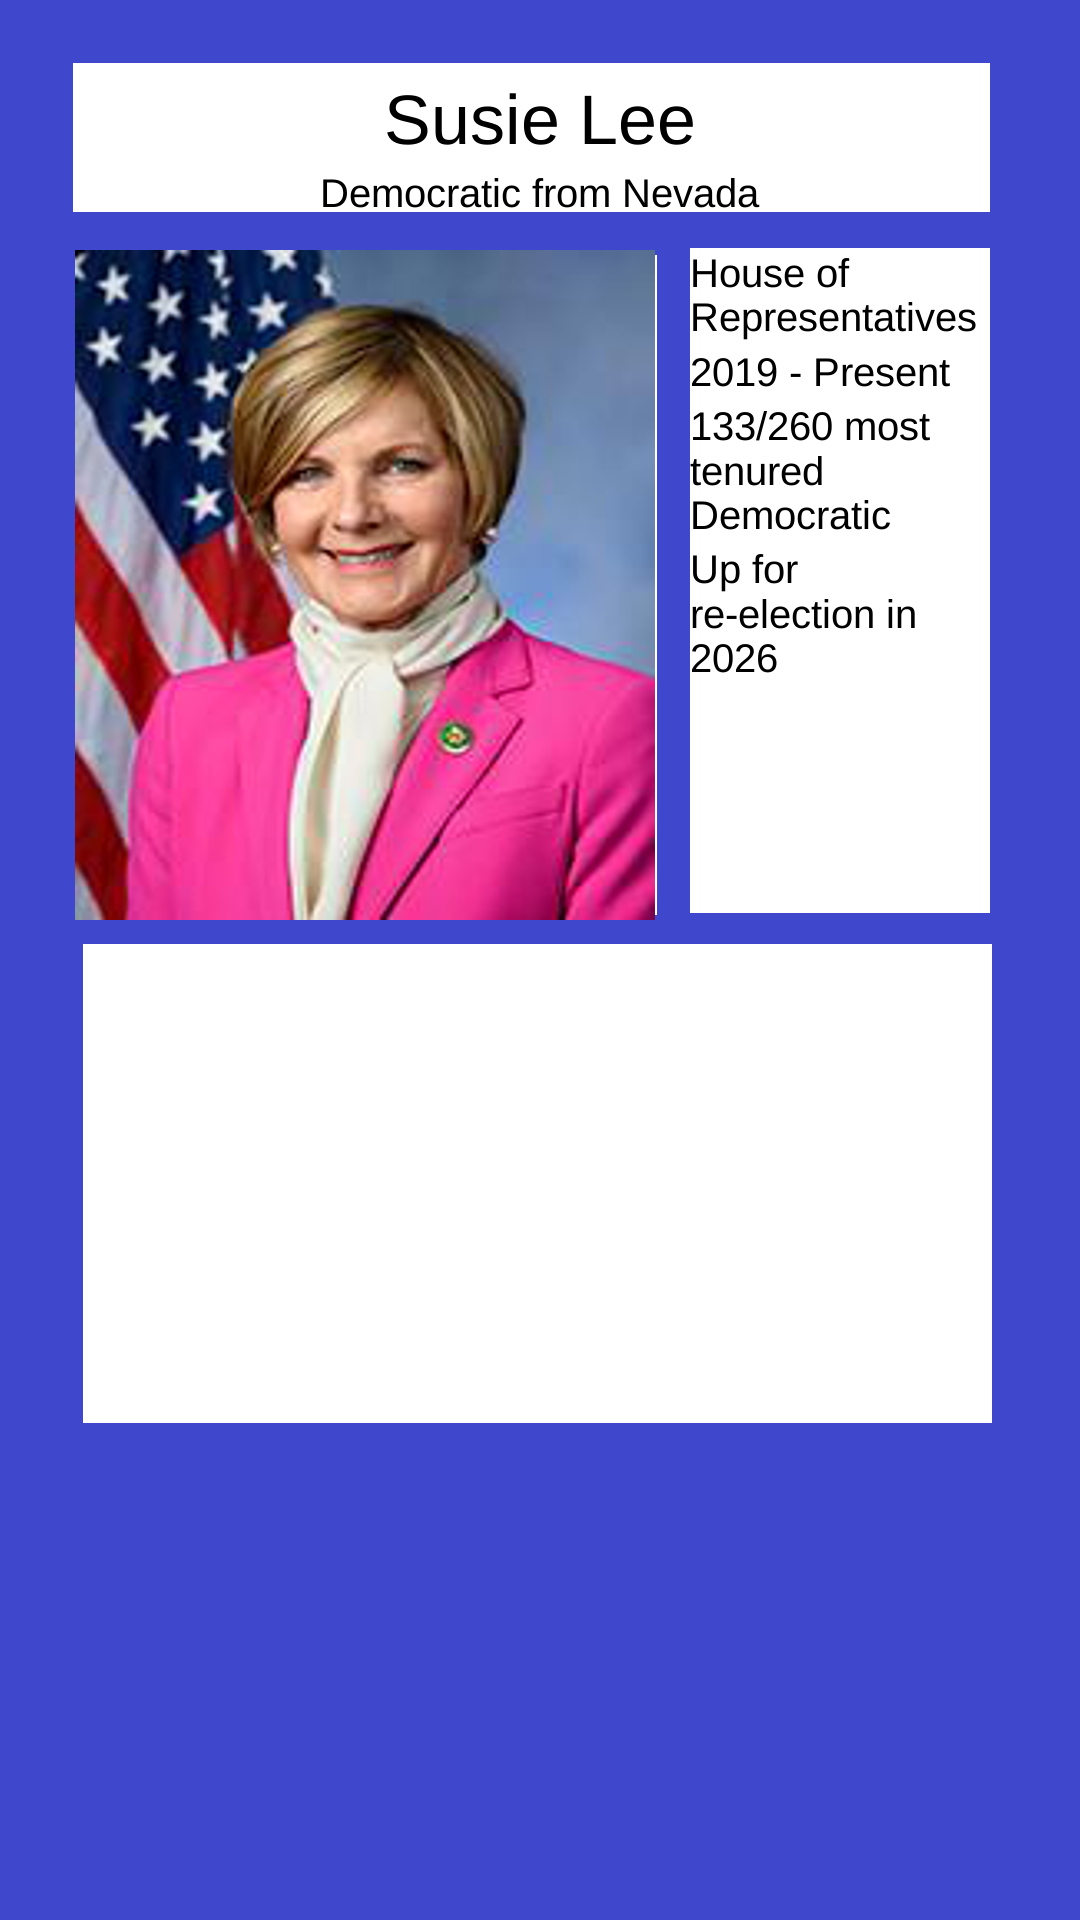 Susie Lee
Democratic from Nevada
House of
Representatives
2019 - Present
133/260 most
tenured
Democratic
Up for
re-election in
2026